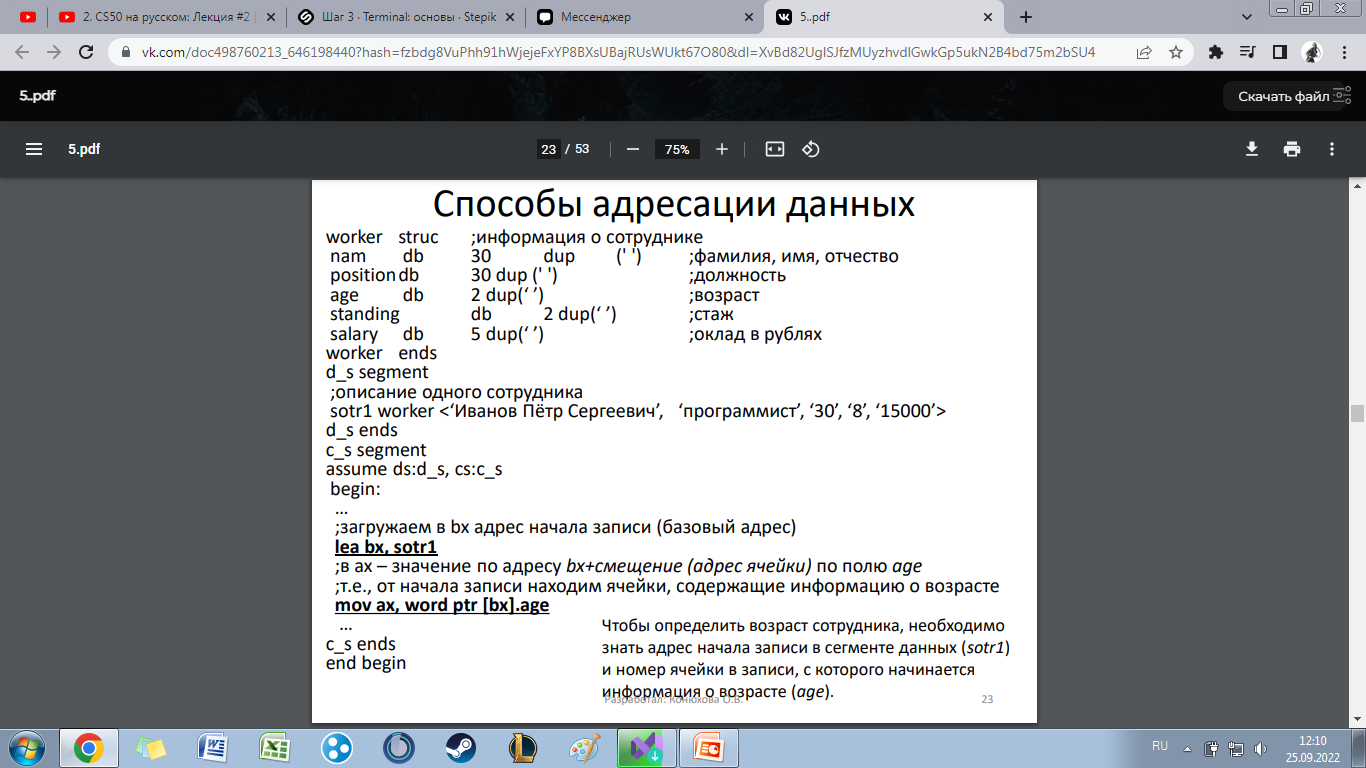 2. CS50 на русском: Лекция #2
Шаг 3 · Terminal: основы · Stepik
Мессенджер
5..pdf
vk.com/doc498760213_646198440?hash=fzbdg8VuPhh91hWjejeFxYP8BXsUBajRUsWUkt67O80&dl=XvBd82UgISJfzMUyzhvdlGwkGp5ukN2B4bd75m2bSU4
5..pdf
Скачать файл
5.pdf
23 / 53
75%
Способы адресации данных
worker struc ;информация о сотруднике
nam db 30 dup (' ') ;фамилия, имя, отчество
position db 30 dup (' ') ;должность
age db 2 dup(‘ ’) ;возраст
standing db 2 dup(‘ ’) ;стаж
salary db 5 dup(‘ ’) ;оклад в рублях
worker ends
d_s segment
;описание одного сотрудника
sotr1 worker <‘Иванов Пётр Сергеевич’, ‘программист’, ‘30’, ‘8’, ‘15000’>
d_s ends
c_s segment
assume ds:d_s, cs:c_s
begin:
…
;загружаем в bx адрес начала записи (базовый адрес)
lea bx, sotr1
;в ax – значение по адресу bx+смещение (адрес ячейки) по полю age
;т.е., от начала записи находим ячейки, содержащие информацию о возрасте
mov ax, word ptr [bx].age
…
c_s ends
end begin
Чтобы определить возраст сотрудника, необходимо
знать адрес начала записи в сегменте данных (sotr1)
и номер ячейки в записи, с которого начинается
информация о возрасте (age).
Разработал: Конюхова О.В.
23
RU
12:10
25.09.2022